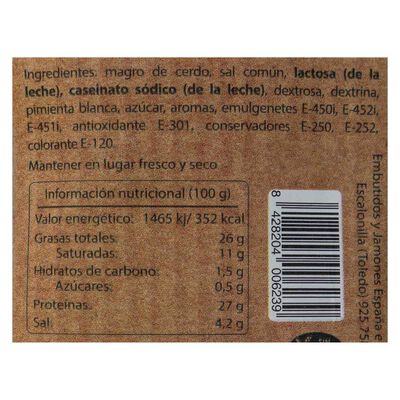 Ingredientes: magro de cerdo, sal común, lactosa (de la
leche), caseinato sódico (de la leche), dextrosa, dextrina,
pimienta blanca, azúcar, aromas, emulgenetes E-450i, E-452i,
E-451i, antioxidante E-301, conservadores E-250, E-252,
colorante E-120.
Mantener en lugar fresco y seco
Información nutricional (100 g)
Valor energético: 1465 kj/ 352 kcal
Grasas totales: 26 g
Saturadas: 11 g
Hidratos de carbono: 1,5 g
Azúcares: 0,5 g
Proteínas: 27 g
Sal: 4,2 g
8 428204 006239
Embutidos y Jamones España e
Escalonilla (Toledo) 925 75
SIN